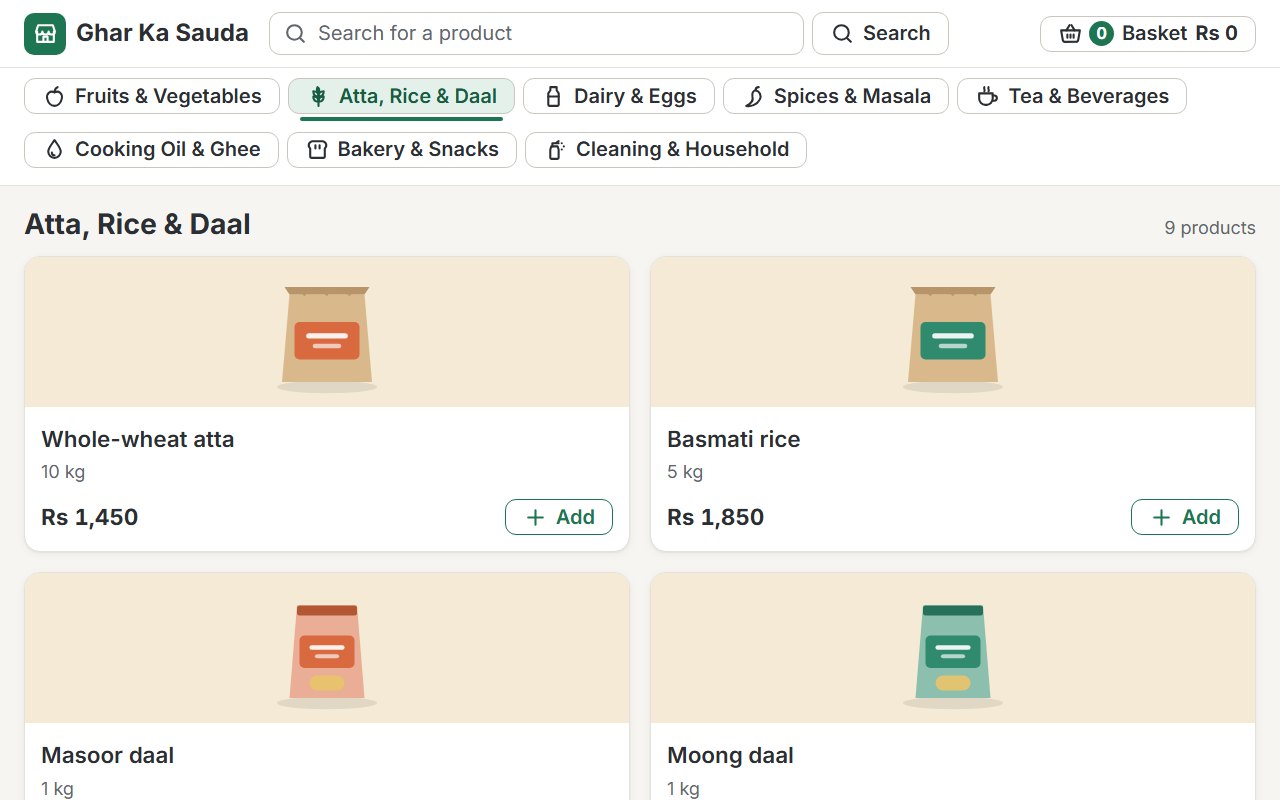 Ghar Ka Sauda
Search for a product
Search
0 Basket Rs 0
Fruits & Vegetables
Atta, Rice & Daal
Dairy & Eggs
Spices & Masala
Tea & Beverages
Cooking Oil & Ghee
Bakery & Snacks
Cleaning & Household
Atta, Rice & Daal
9 products
Whole-wheat atta
10 kg
Rs 1,450
Add
Basmati rice
5 kg
Rs 1,850
Add
Masoor daal
1 kg
Moong daal
1 kg